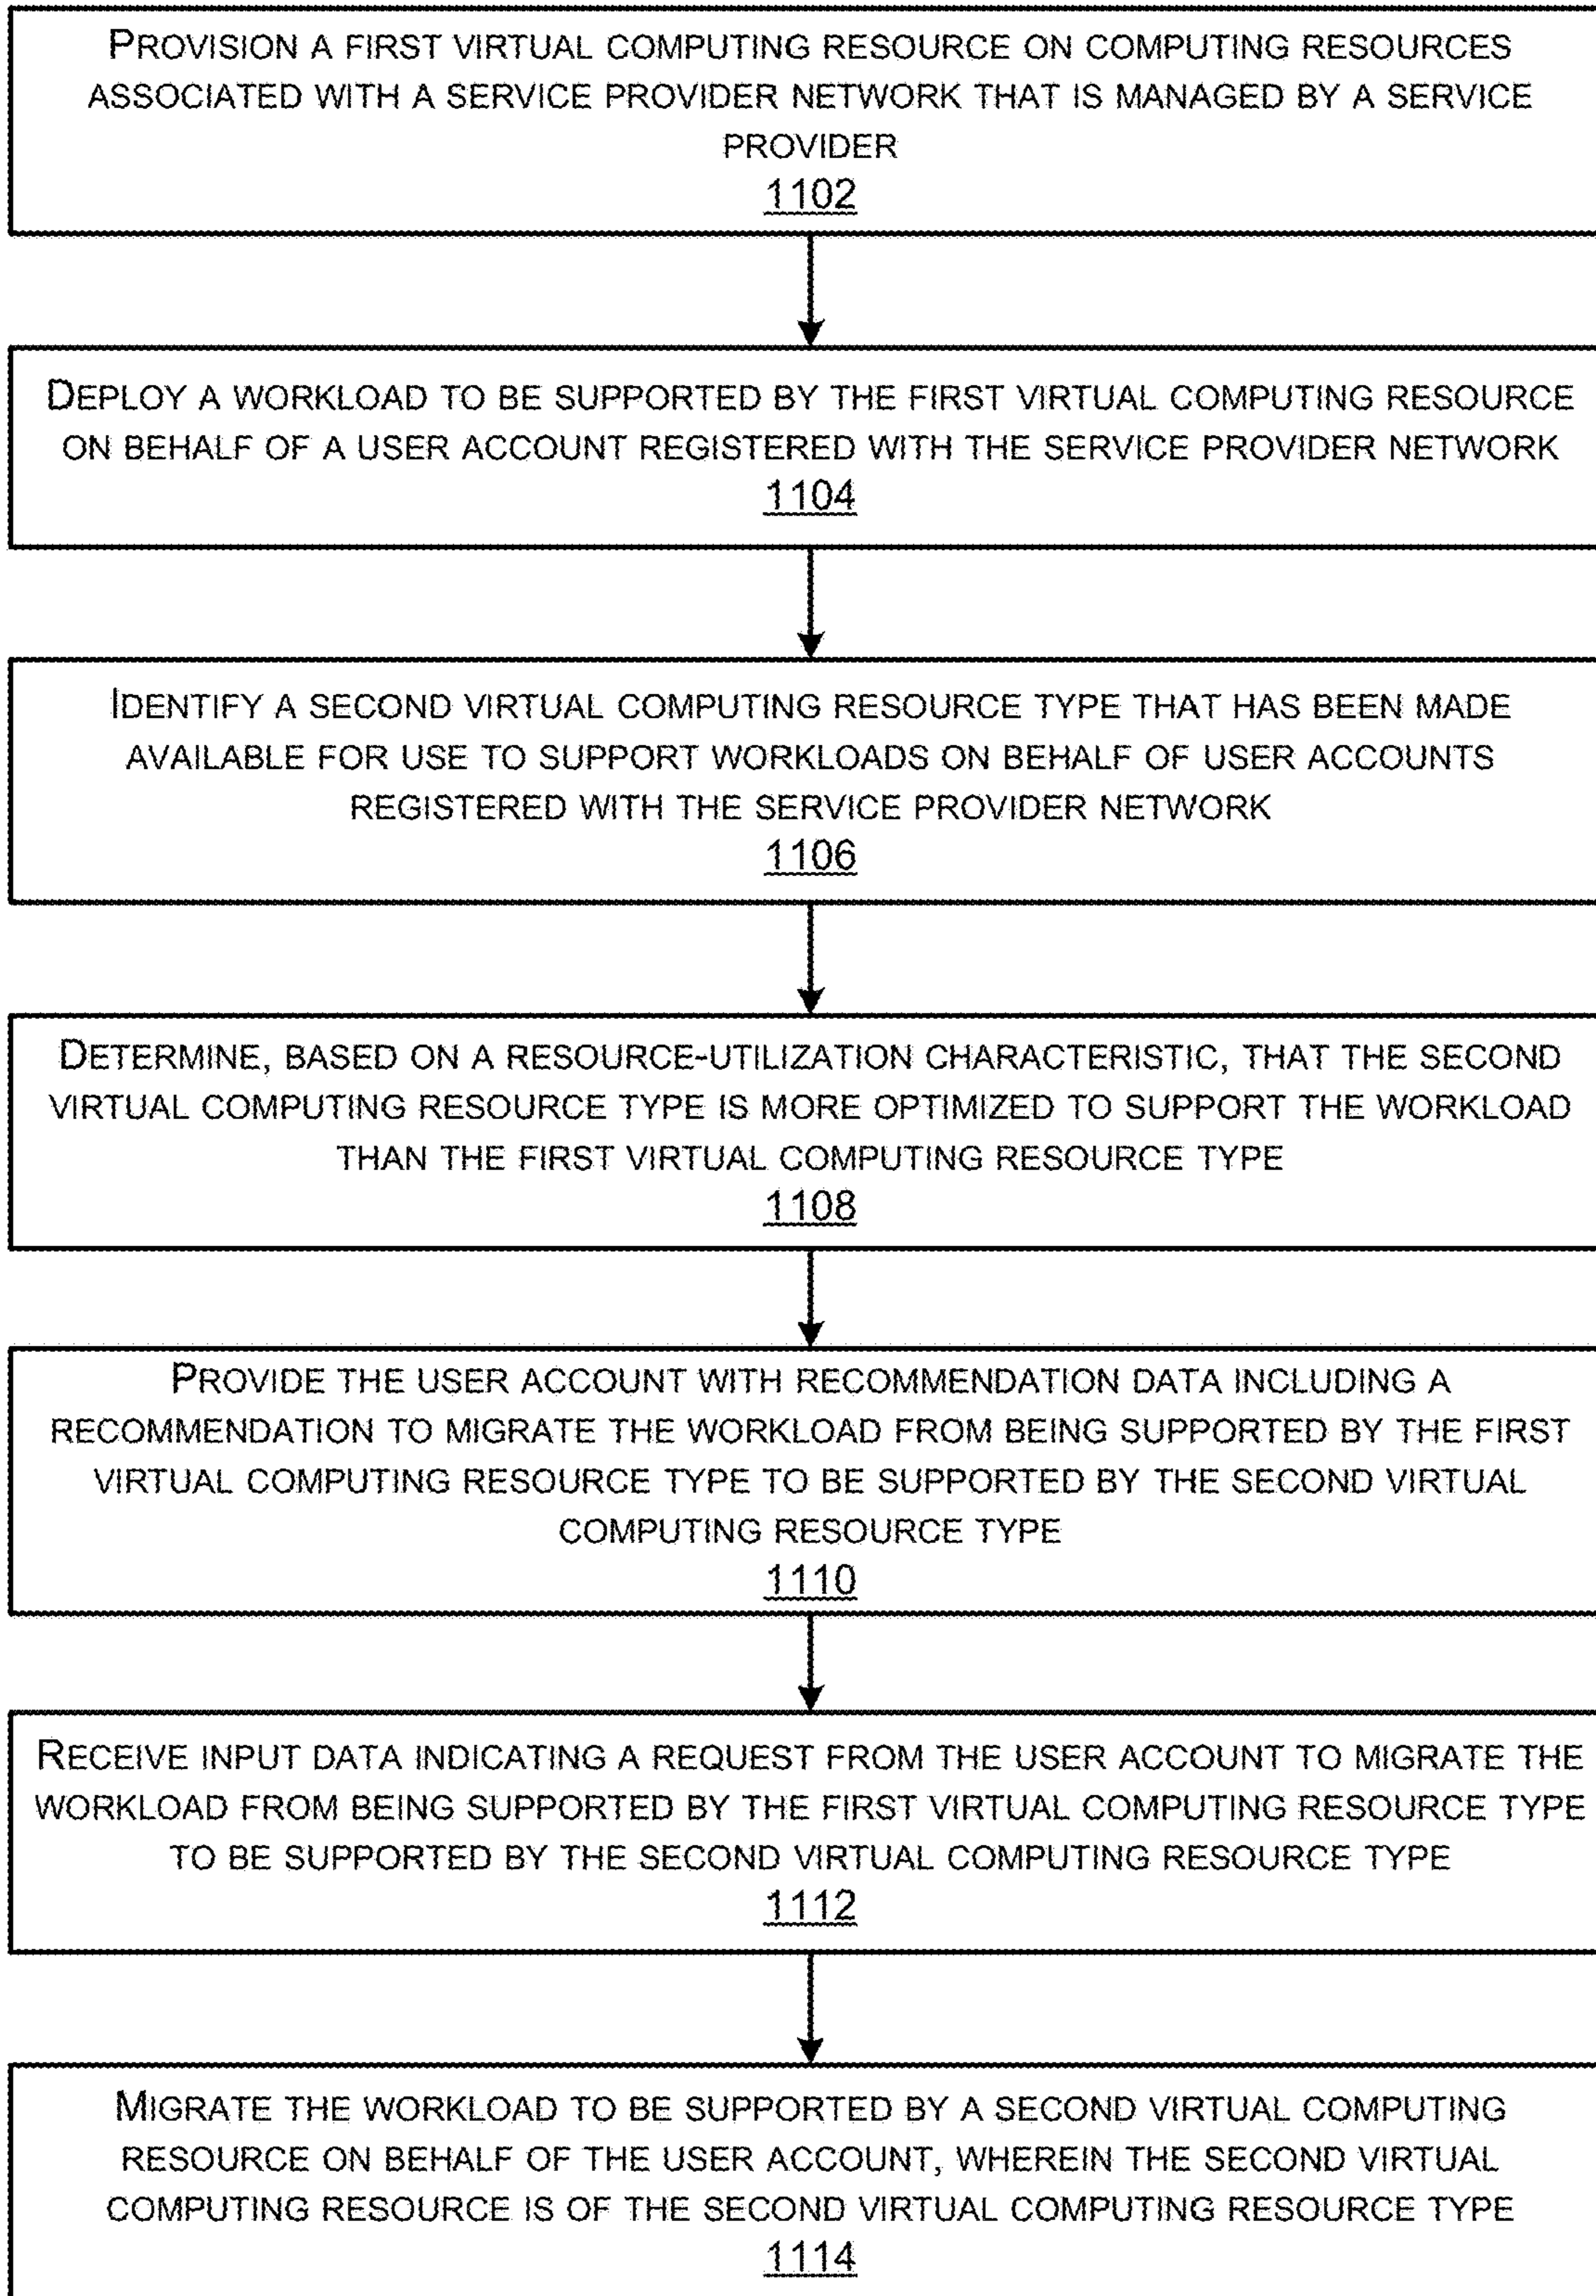 PROVISION A FIRST VIRTUAL COMPUTING RESOURCE ON COMPUTING RESOURCES
ASSOCIATED WITH A SERVICE PROVIDER NETWORK THAT IS MANAGED BY A SERVICE
PROVIDER
1102
DEPLOY A WORKLOAD TO BE SUPPORTED BY THE FIRST VIRTUAL COMPUTING RESOURCE
ON BEHALF OF A USER ACCOUNT REGISTERED WITH THE SERVICE PROVIDER NETWORK
1104
IDENTIFY A SECOND VIRTUAL COMPUTING RESOURCE TYPE THAT HAS BEEN MADE
AVAILABLE FOR USE TO SUPPORT WORKLOADS ON BEHALF OF USER ACCOUNTS
REGISTERED WITH THE SERVICE PROVIDER NETWORK
1106
DETERMINE, BASED ON A RESOURCE-UTILIZATION CHARACTERISTIC, THAT THE SECOND
VIRTUAL COMPUTING RESOURCE TYPE IS MORE OPTIMIZED TO SUPPORT THE WORKLOAD
THAN THE FIRST VIRTUAL COMPUTING RESOURCE TYPE
1108
PROVIDE THE USER ACCOUNT WITH RECOMMENDATION DATA INCLUDING A
RECOMMENDATION TO MIGRATE THE WORKLOAD FROM BEING SUPPORTED BY THE FIRST
VIRTUAL COMPUTING RESOURCE TYPE TO BE SUPPORTED BY THE SECOND VIRTUAL
COMPUTING RESOURCE TYPE
1110
RECEIVE INPUT DATA INDICATING A REQUEST FROM THE USER ACCOUNT TO MIGRATE THE
WORKLOAD FROM BEING SUPPORTED BY THE FIRST VIRTUAL COMPUTING RESOURCE TYPE
TO BE SUPPORTED BY THE SECOND VIRTUAL COMPUTING RESOURCE TYPE
1112
MIGRATE THE WORKLOAD TO BE SUPPORTED BY A SECOND VIRTUAL COMPUTING
RESOURCE ON BEHALF OF THE USER ACCOUNT, WHEREIN THE SECOND VIRTUAL
COMPUTING RESOURCE IS OF THE SECOND VIRTUAL COMPUTING RESOURCE TYPE
1114